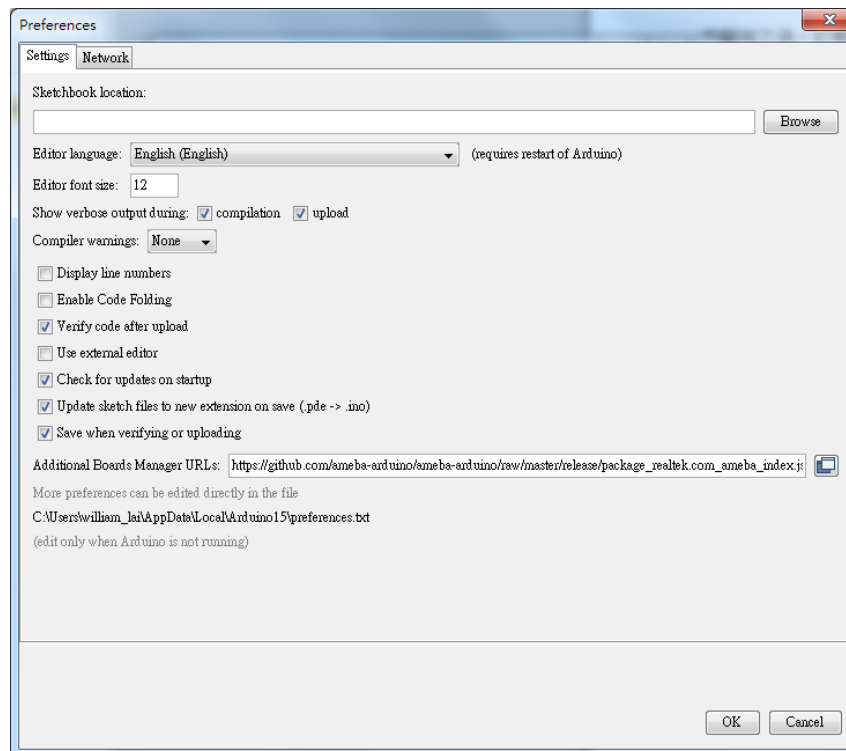 Preferences
Settings Network
Sketchbook location:
Browse
Editor language: English (English) (requires restart of Arduino)
Editor font size: 12
Show verbose output during: compilation upload
Compiler warnings: None
Display line numbers
Enable Code Folding
Verify code after upload
Use external editor
Check for updates on startup
Update sketch files to new extension on save (.pde -> .ino)
Save when verifying or uploading
Additional Boards Manager URLs: https://github.com/ameba-arduino/ameba-arduino/raw/master/release/package_realtek.com_ameba_index.js
More preferences can be edited directly in the file
C:\Users\william_lai\AppData\Local\Arduino15\preferences.txt
(edit only when Arduino is not running)
OK Cancel